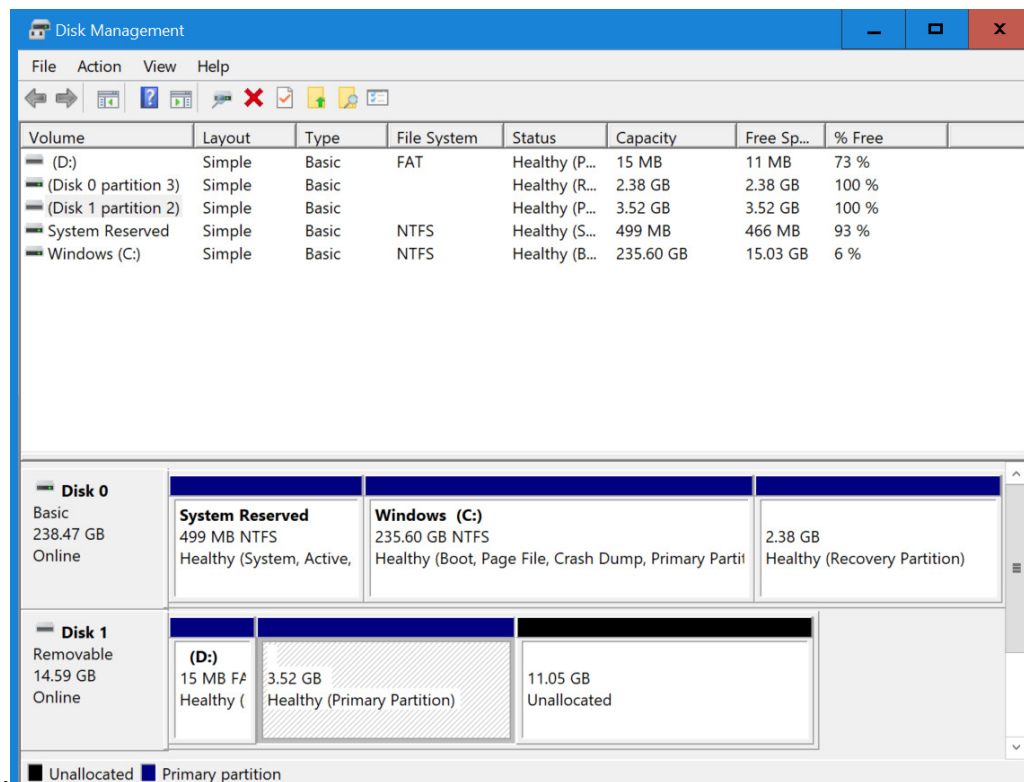 Disk Management
File Action View Help
Volume Layout Type File System Status Capacity Free Sp... % Free
(D:) Simple Basic FAT Healthy (P... 15 MB 11 MB 73 %
(Disk 0 partition 3) Simple Basic Healthy (R... 2.38 GB 2.38 GB 100 %
(Disk 1 partition 2) Simple Basic Healthy (P... 3.52 GB 3.52 GB 100 %
System Reserved Simple Basic NTFS Healthy (S... 499 MB 466 MB 93 %
Windows (C:) Simple Basic NTFS Healthy (B... 235.60 GB 15.03 GB 6 %
Disk 0
Basic
238.47 GB
Online
System Reserved
499 MB NTFS
Healthy (System, Active,
Windows (C:)
235.60 GB NTFS
Healthy (Boot, Page File, Crash Dump, Primary Partit
2.38 GB
Healthy (Recovery Partition)
Disk 1
Removable
14.59 GB
Online
(D:)
15 MB FA
Healthy (
3.52 GB
Healthy (Primary Partition)
11.05 GB
Unallocated
Unallocated Primary partition